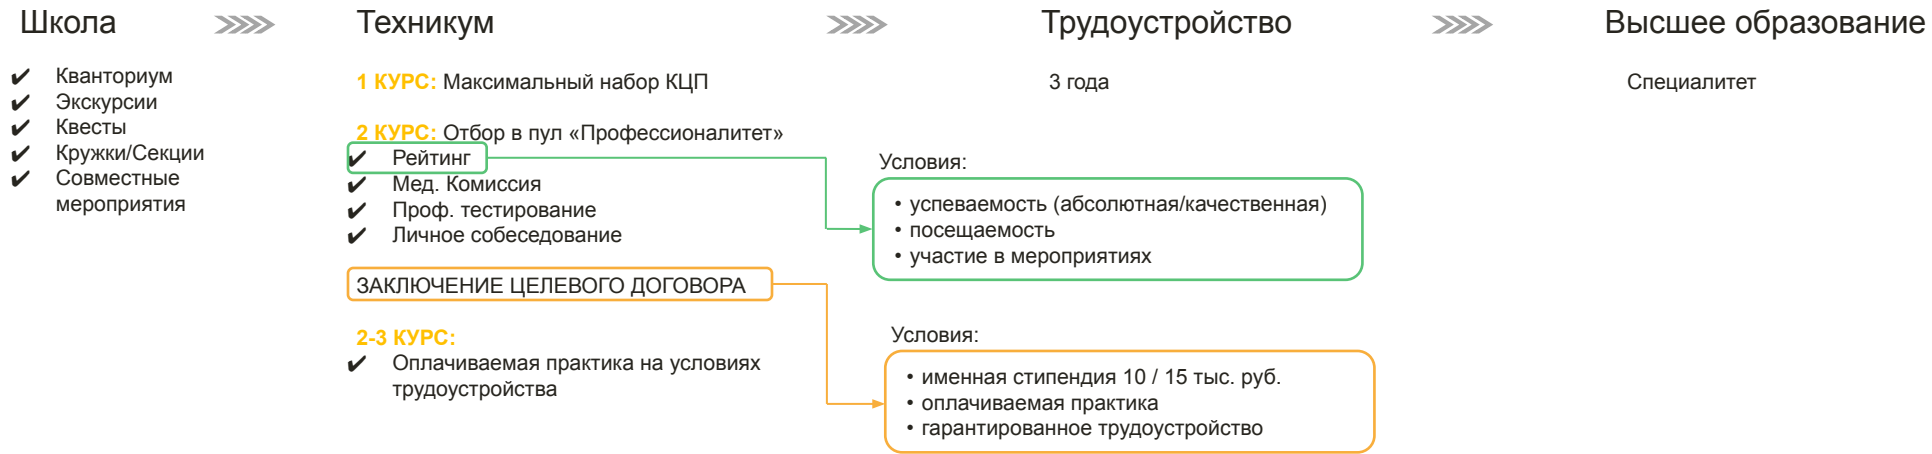 Школа
Техникум
Трудоустройство
Высшее образование
✔ Кванториум
✔ Экскурсии
✔ Квесты
✔ Кружки/Секции
✔ Совместные
мероприятия
1 КУРС: Максимальный набор КЦП
2 КУРС: Отбор в пул «Профессионалитет»
✔ Рейтинг
✔ Мед. Комиссия
✔ Проф. тестирование
✔ Личное собеседование
ЗАКЛЮЧЕНИЕ ЦЕЛЕВОГО ДОГОВОРА
2-3 КУРС:
✔ Оплачиваемая практика на условиях
трудоустройства
3 года
Условия:
• успеваемость (абсолютная/качественная)
• посещаемость
• участие в мероприятиях
Условия:
• именная стипендия 10 / 15 тыс. руб.
• оплачиваемая практика
• гарантированное трудоустройство
Специалитет